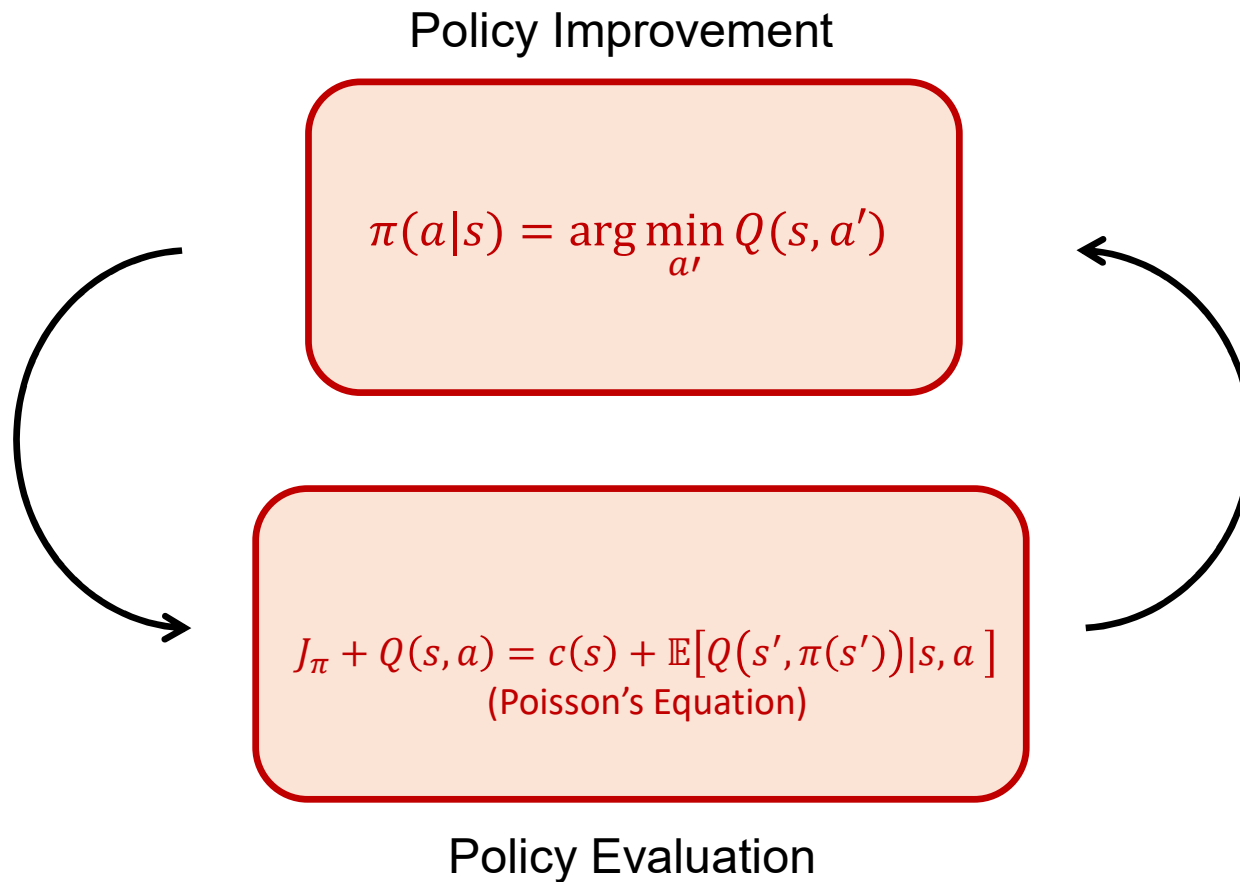 Policy Improvement
π(a|s) = arg min Q(s, a′)
a′
J_π + Q(s, a) = c(s) + 𝔼[Q(s′, π(s′))|s, a ]
(Poisson's Equation)
Policy Evaluation